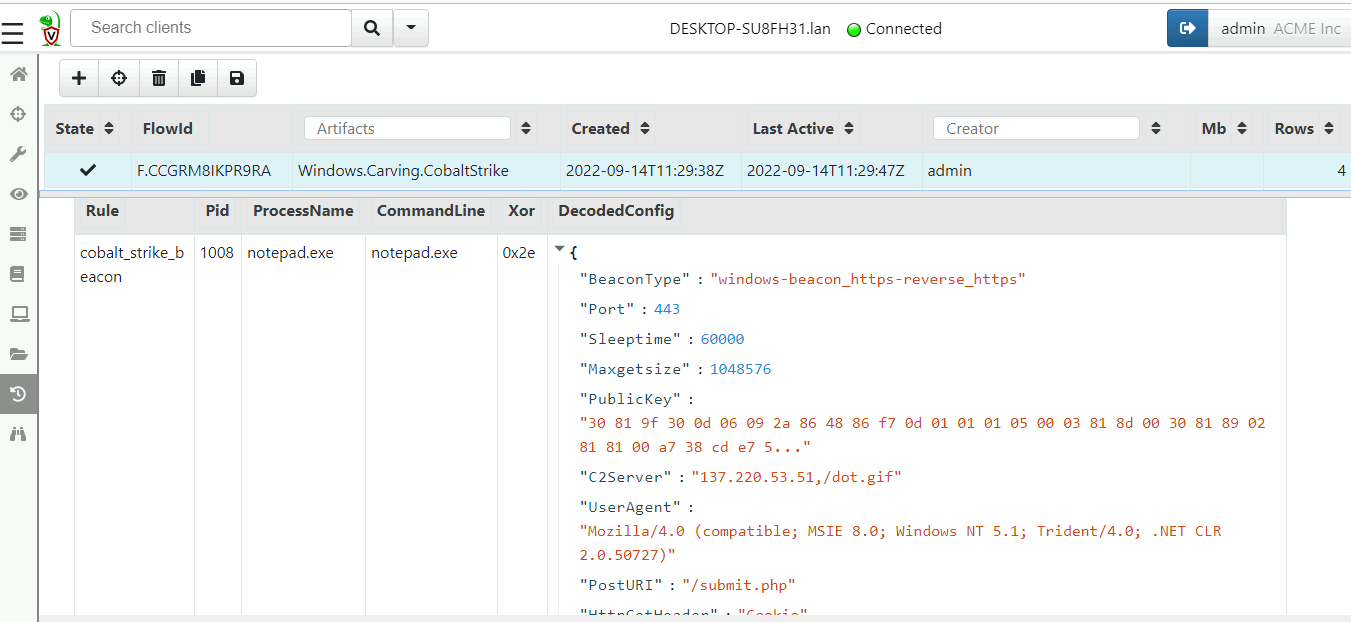 Search clients DESKTOP-SU8FH31.lan Connected admin ACME Inc
State FlowId Artifacts Created Last Active Creator Mb Rows
F.CCGRM8IKPR9RA Windows.Carving.CobaltStrike 2022-09-14T11:29:38Z 2022-09-14T11:29:47Z admin 4
Rule Pid ProcessName CommandLine Xor DecodedConfig
cobalt_strike_b 1008 notepad.exe notepad.exe 0x2e {
eacon
"BeaconType" : "windows-beacon_https-reverse_https"
"Port" : 443
"Sleeptime" : 60000
"Maxgetsize" : 1048576
"PublicKey" :
"30 81 9f 30 0d 06 09 2a 86 48 86 f7 0d 01 01 01 05 00 03 81 8d 00 30 81 89 02
81 81 00 a7 38 cd e7 5..."
"C2Server" : "137.220.53.51,/dot.gif"
"UserAgent" :
"Mozilla/4.0 (compatible; MSIE 8.0; Windows NT 5.1; Trident/4.0; .NET CLR
2.0.50727)"
"PostURI" : "/submit.php"
"HttpGetHeader" : "Cookie"